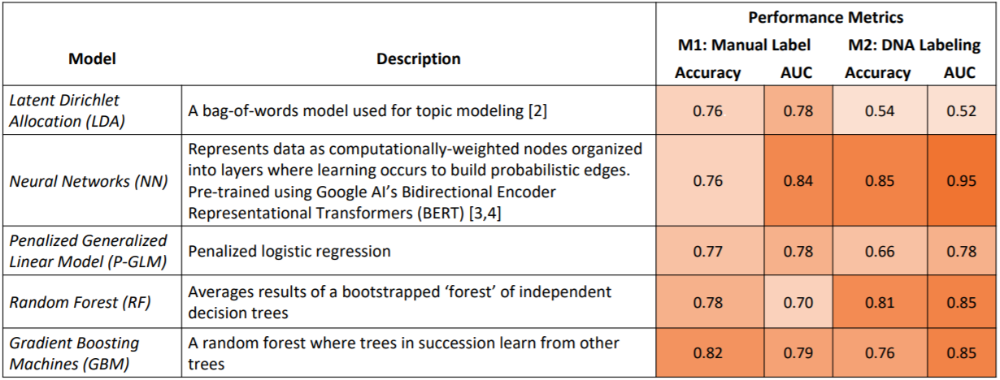 Performance Metrics
Model Description M1: Manual Label M2: DNA Labeling
Accuracy AUC Accuracy AUC
Latent Dirichlet
Allocation (LDA)
A bag-of-words model used for topic modeling [2]
0.76 0.78 0.54 0.52
Neural Networks (NN)
Represents data as computationally-weighted nodes organized
into layers where learning occurs to build probabilistic edges.
Pre-trained using Google AI’s Bidirectional Encoder
Representational Transformers (BERT) [3,4]
0.76 0.84 0.85 0.95
Penalized Generalized
Linear Model (P-GLM)
Penalized logistic regression
0.77 0.78 0.66 0.78
Random Forest (RF)
Averages results of a bootstrapped ‘forest’ of independent
decision trees
0.78 0.70 0.81 0.85
Gradient Boosting
Machines (GBM)
A random forest where trees in succession learn from other
trees
0.82 0.79 0.76 0.85